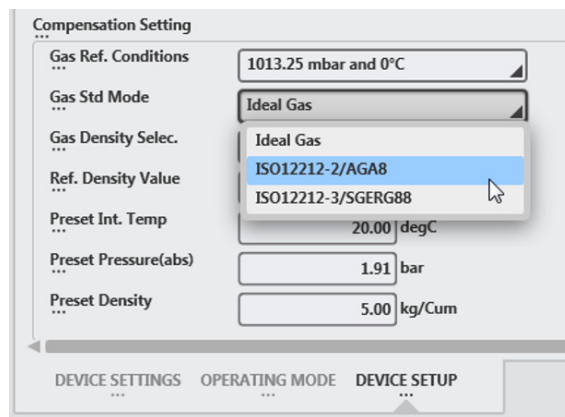 Compensation Setting
Gas Ref. Conditions 1013.25 mbar and 0°C
Gas Std Mode Ideal Gas
Gas Density Selec. Ideal Gas
ISO12212-2/AGA8
Ref. Density Value
ISO12212-3/SGERG88
Preset Int. Temp 20.00 degC
Preset Pressure(abs) 1.91 bar
Preset Density 5.00 kg/Cum
DEVICE SETTINGS OPERATING MODE DEVICE SETUP